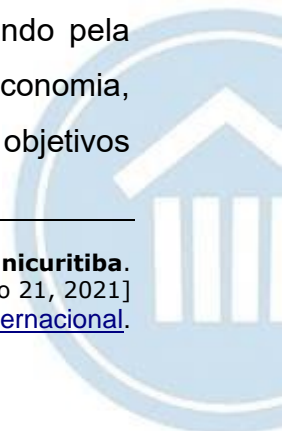 ndo pela
conomia,
objetivos
nicuritiba.
o 21, 2021]
ernacional.